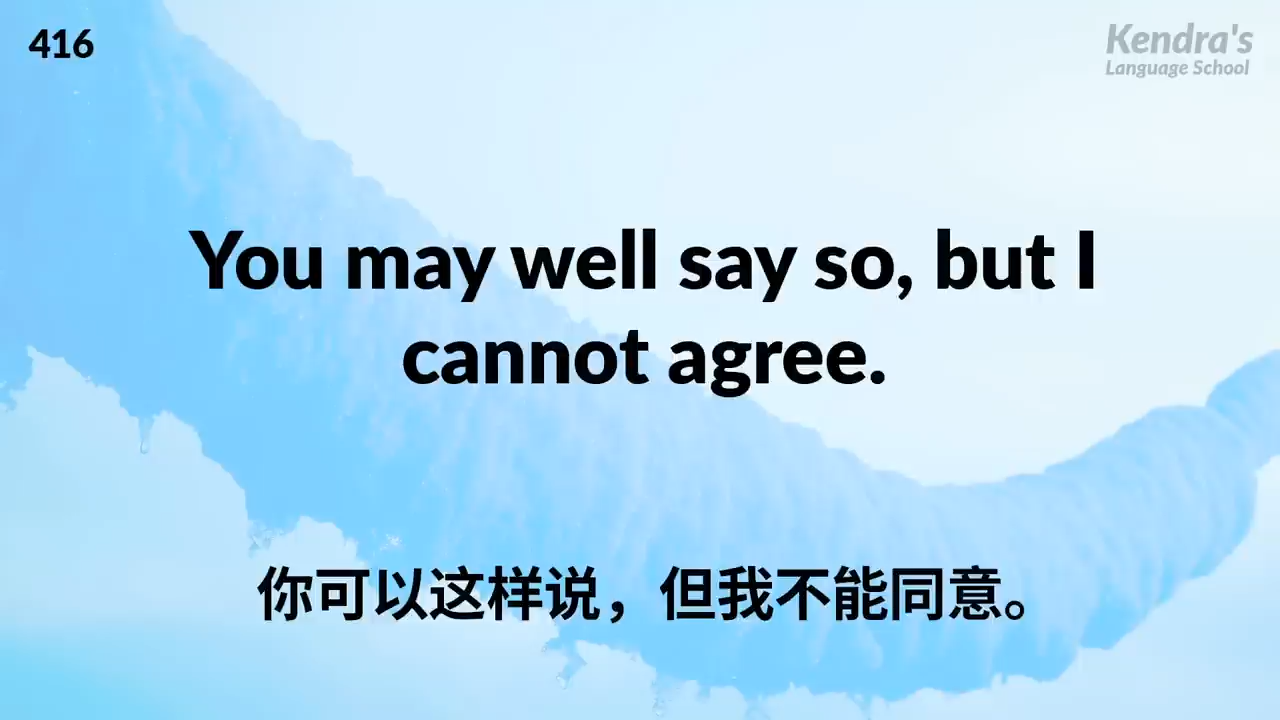 416
Kendra's
Language School
You may well say so, but I
cannot agree.
你可以这样说，但我不能同意。